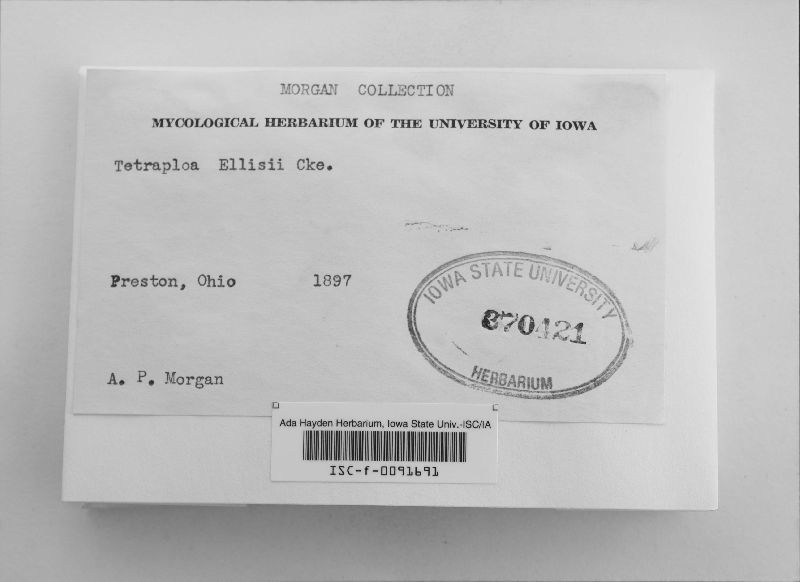 MORGAN COLLECTION
MYCOLOGICAL HERBARIUM OF THE UNIVERSITY OF IOWA
Tetraploa Ellisii Cke.
Preston, Ohio 1897
IOWA STATE UNIVERSITY
370421
HERBARIUM
A. P. Morgan
Ada Hayden Herbarium, Iowa State Univ.-ISC/IA
ISC-f-0091691